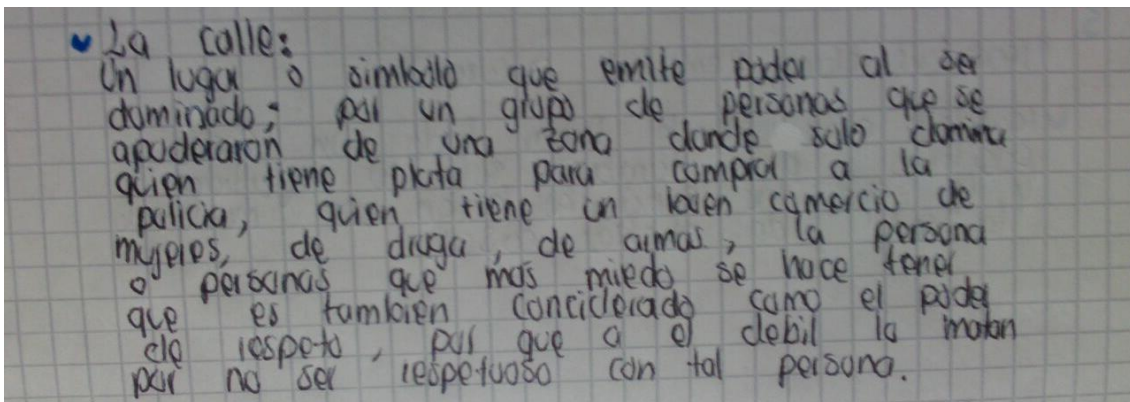 La calle:
Un lugar o simbolo que emite poder al ser
dominado; por un grupo de personas que se
apoderaron de una zona donde solo domina
quien tiene plata para comprar a la
policia, quien tiene un buen comercio de
mujeres, de droga, de armas, la persona
o personas que mas miedo se hace tener
que es tambien conciderado como el poder
de respeto, por que a el debil lo matan
por no ser respetuoso con tal persona.